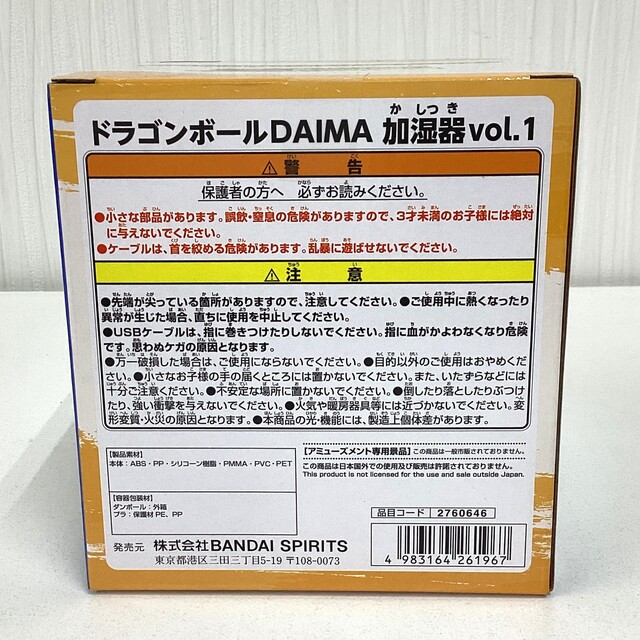 ドラゴンボールDAIMA 加湿器vol.1
⚠警告
保護者の方へ 必ずお読みください。
●小さな部品があります。誤飲・窒息の危険がありますので、3才未満のお子様には絶対
に与えないでください。
●ケーブルは、首を絞める危険があります。乱暴に遊ばせないでください。
⚠注意
●先端が尖っている箇所がありますので、注意してください。●ご使用中に熱くなったり
異常が生じた場合、直ちに使用を中止してください。
●USBケーブルは、指に巻きつけたりしないでください。指に血がかよわなくなり危険
です。思わぬケガの原因となります。
●万一破損した場合は、ご使用にならないでください。●目的以外のご使用はおやめく
ださい。●小さなお子様の手の届くところには置かないでください。また、いたずらなどには
十分ご注意ください。●不安定な場所に置かないでください。●倒したり落としたりぶつけ
たり、強い衝撃を与えないでください。●火気や暖房器具等には近づかないでください。変
形変質・火災の原因となります。●本商品の光・機能には、製造上個体差があります。
【製品素材】
本体:ABS・PP・シリコーン樹脂・PMMA・PVC・PET
【容器包装材】
ダンボール:外箱
プラ:保護材PE、PP
【アミューズメント専用景品】この商品は一般市販されておりません。
この商品は日本国外での使用及び販売は許諾されておりません。
This product is not licensed for the use and sale outside Japan.
品目コード 2760646
4 983164 261967
発売元 株式会社BANDAI SPIRITS
東京都港区三田三丁目5-19 〒108-0073